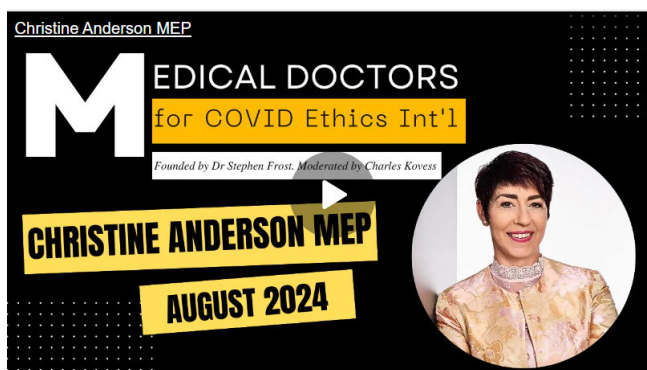 Christine Anderson MEP
MEDICAL DOCTORS
for COVID Ethics Int'l
Founded by Dr Stephen Frost. Moderated by Charles Kovess
CHRISTINE ANDERSON MEP
AUGUST 2024